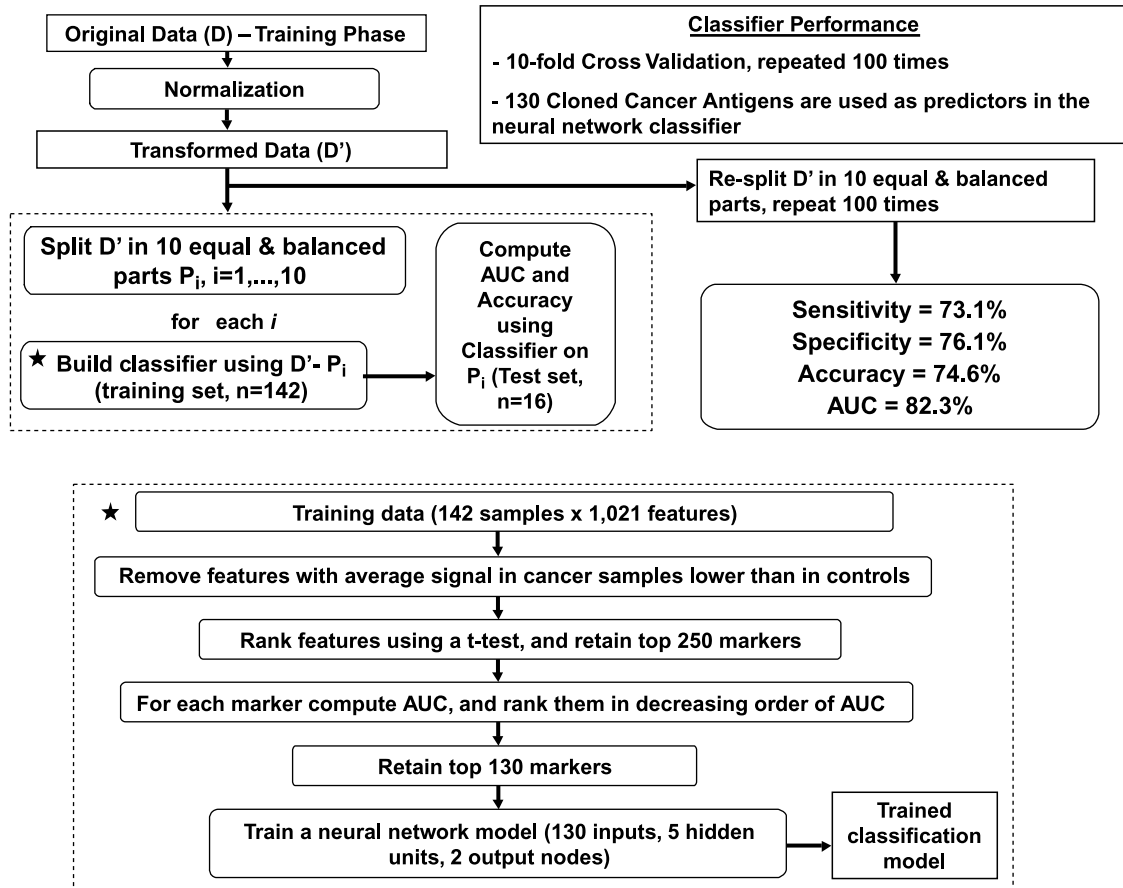 Original Data (D) – Training Phase
Normalization
Transformed Data (D')
Classifier Performance
- 10-fold Cross Validation, repeated 100 times
- 130 Cloned Cancer Antigens are used as predictors in the
neural network classifier
Re-split D' in 10 equal & balanced
parts, repeat 100 times
Split D' in 10 equal & balanced
parts Pi, i=1,...,10
for each i
★ Build classifier using D'- Pi
(training set, n=142)
Compute
AUC and
Accuracy
using
Classifier on
Pi (Test set,
n=16)
Sensitivity = 73.1%
Specificity = 76.1%
Accuracy = 74.6%
AUC = 82.3%
★ Training data (142 samples x 1,021 features)
Remove features with average signal in cancer samples lower than in controls
Rank features using a t-test, and retain top 250 markers
For each marker compute AUC, and rank them in decreasing order of AUC
Retain top 130 markers
Train a neural network model (130 inputs, 5 hidden
units, 2 output nodes)
Trained
classification
model